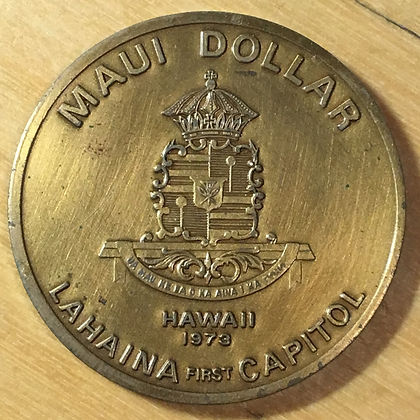 MAUI DOLLAR
HAWAII
1973
LAHAINA FIRST CAPITOL